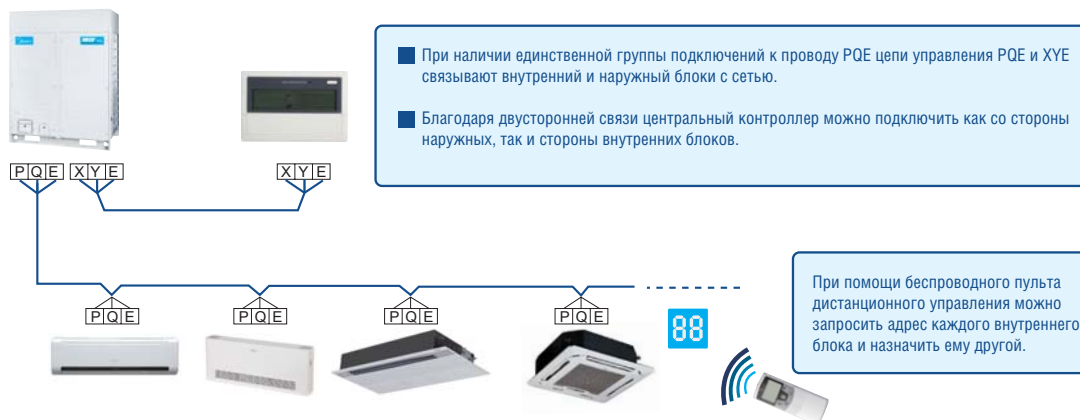 При наличии единственной группы подключений к проводу PQE цепи управления PQE и XYE
связывают внутренний и наружный блоки с сетью.
Благодаря двусторонней связи центральный контроллер можно подключить как со стороны
наружных, так и стороны внутренних блоков.
P Q E X Y E X Y E
P Q E P Q E P Q E P Q E
88
При помощи беспроводного пульта
дистанционного управления можно
запросить адрес каждого внутреннего
блока и назначить ему другой.